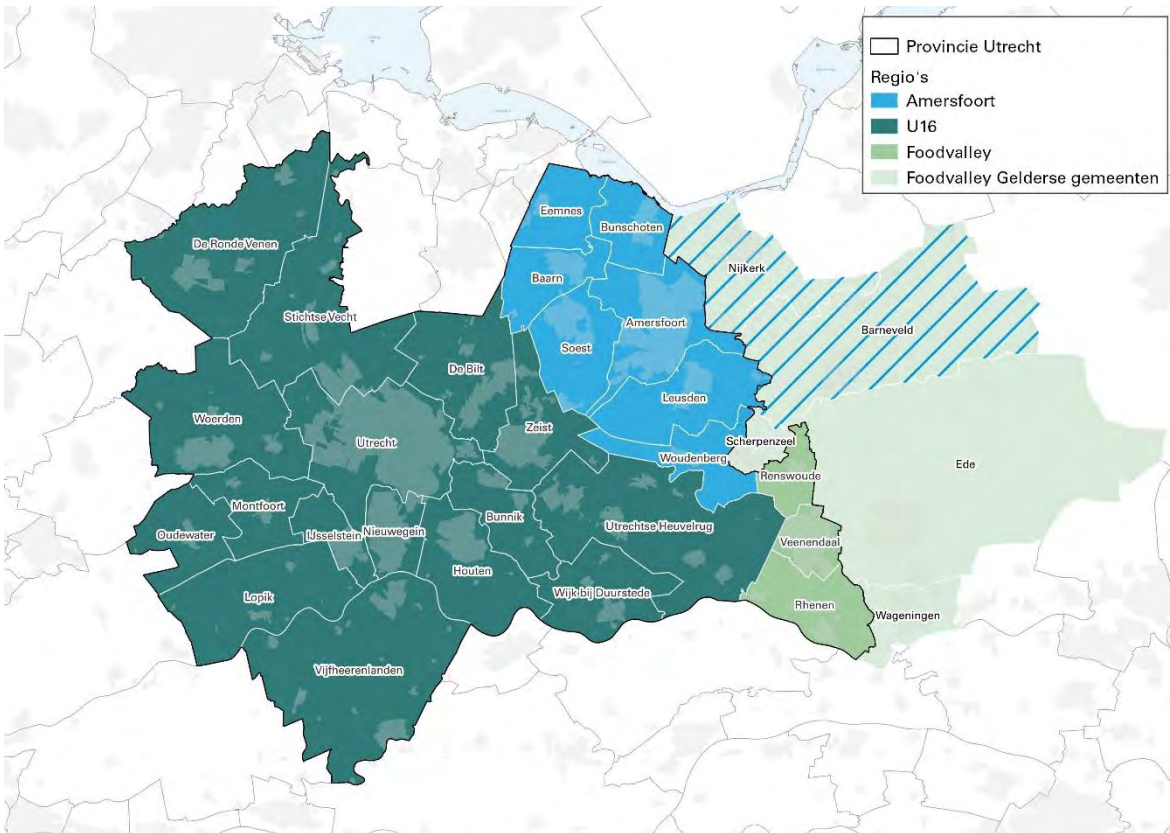 Provincie Utrecht
Regio's
Amersfoort
U16
Foodvalley
Foodvalley Gelderse gemeenten
Eemnes
Bunschoten
De Ronde Venen
Nijkerk
Baarn
Stichtse Vecht
Amersfoort
Barneveld
Soest
De Bilt
Leusden
Woerden
Zeist
Utrecht
Scherpenzeel
Woudenberg
Ede
Renswoude
Montfoort
Bunnik
Utrechtse Heuvelrug
Oudewater
IJsselstein
Nieuwegein
Veenendaal
Houten
Wijk bij Duurstede
Lopik
Rhenen
Wageningen
Vijfheerenlanden